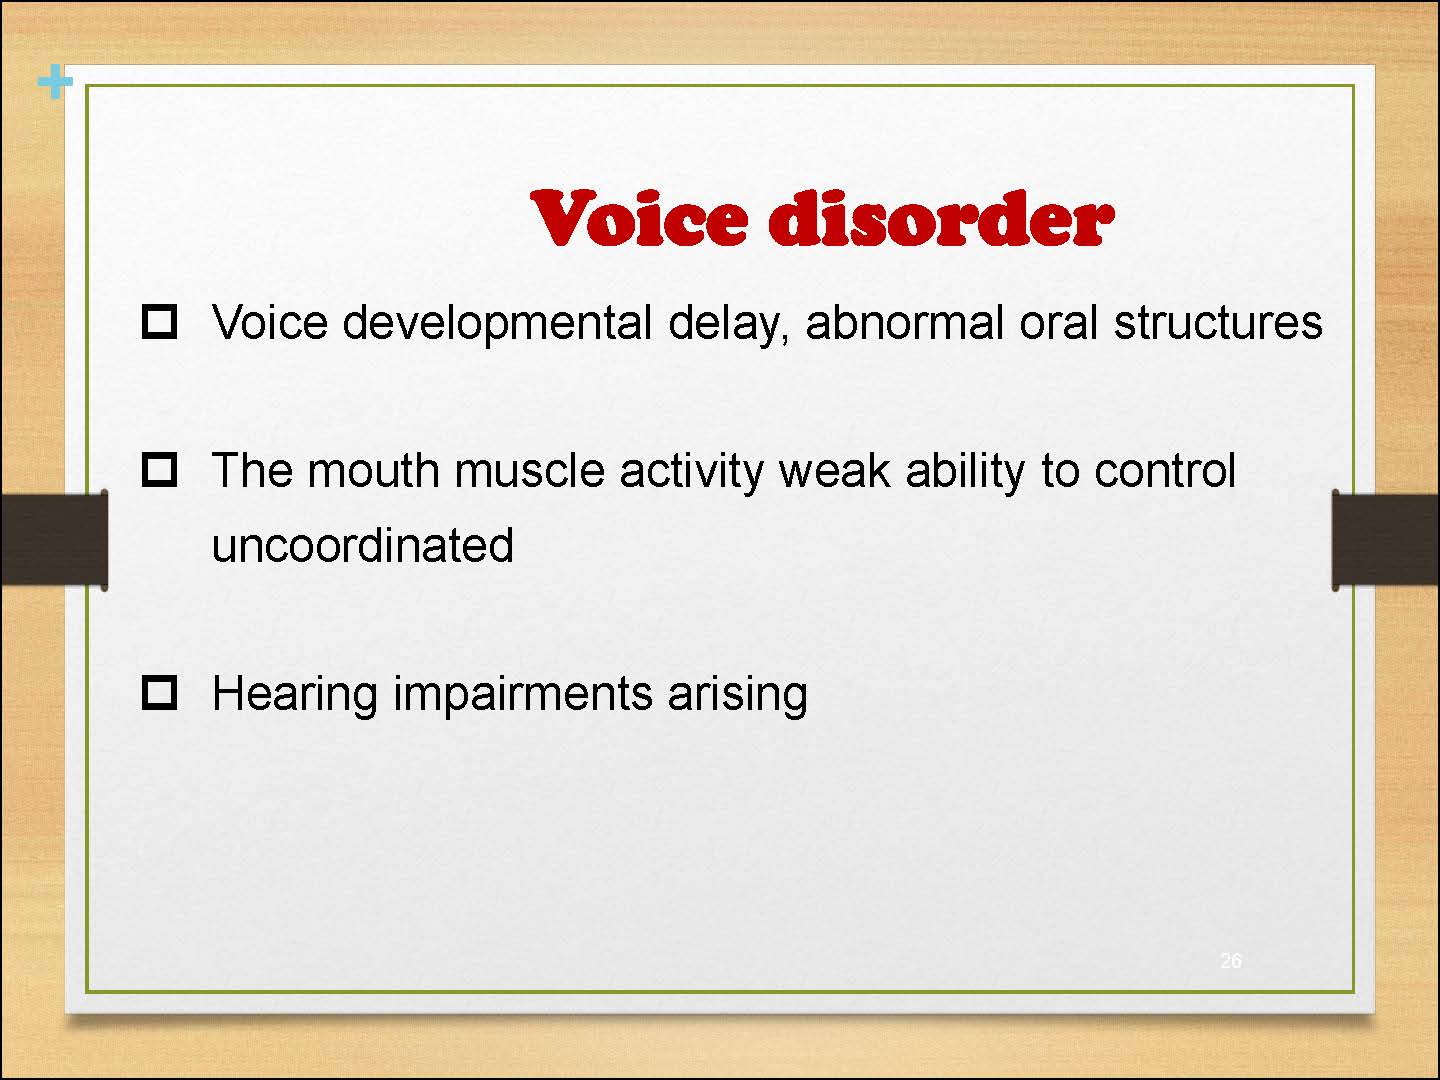 +
Voice disorder
Voice developmental delay, abnormal oral structures
The mouth muscle activity weak ability to control
uncoordinated
Hearing impairments arising
26